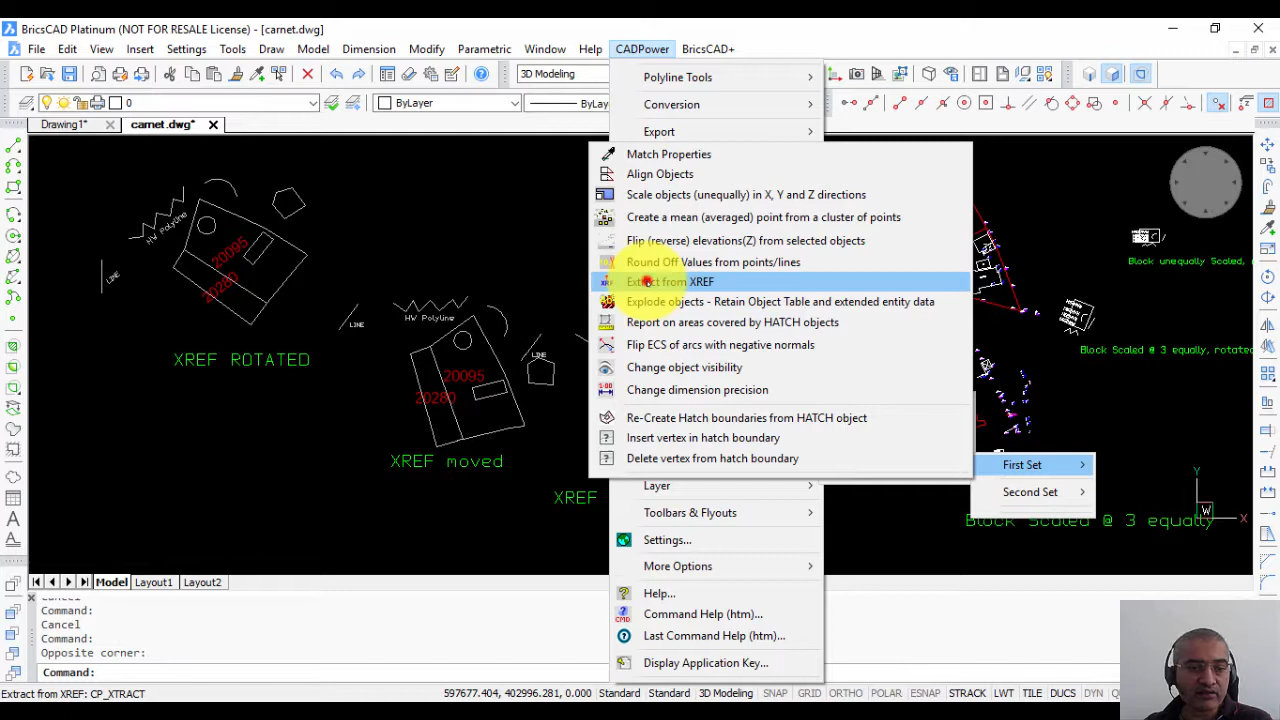 BricsCAD Platinum (NOT FOR RESALE License) - [carnet.dwg]
File Edit View Insert Settings Tools Draw Model Dimension Modify Parametric Window Help CADPower BricsCAD+
3D Modeling
0 ByLayer
Drawing1* carnet.dwg*
Polyline Tools
Conversion
Export
Match Properties
Align Objects
Scale objects (unequally) in X, Y and Z directions
Create a mean (averaged) point from a cluster of points
Flip (reverse) elevations(Z) from selected objects
Round Off Values from points/lines
Extract from XREF
Explode objects - Retain Object Table and extended entity data
Report on areas covered by HATCH objects
Flip ECS of arcs with negative normals
Change object visibility
Change dimension precision
Re-Create Hatch boundaries from HATCH object
Insert vertex in hatch boundary
Delete vertex from hatch boundary
Layer
Toolbars & Flyouts
Settings...
More Options
Help...
Command Help (htm)...
Last Command Help (htm)...
Display Application Key...
First Set
Second Set
HW Polyline
LINE
20095
20280
XREF ROTATED
HW Polyline
LINE
LINE
20095
20280
XREF moved
XREF
Block unequally Scaled,
Block Scaled @ 3 equally, rotate
Block Scaled @ 3 equally
Y
W
X
Model Layout1 Layout2
Cancel
Command:
Cancel
Command:
Opposite corner:
Command:
Extract from XREF: CP_XTRACT
597677.404, 402996.281, 0.000 Standard Standard 3D Modeling SNAP GRID ORTHO POLAR ESNAP STRACK LWT TILE DUCS DYN